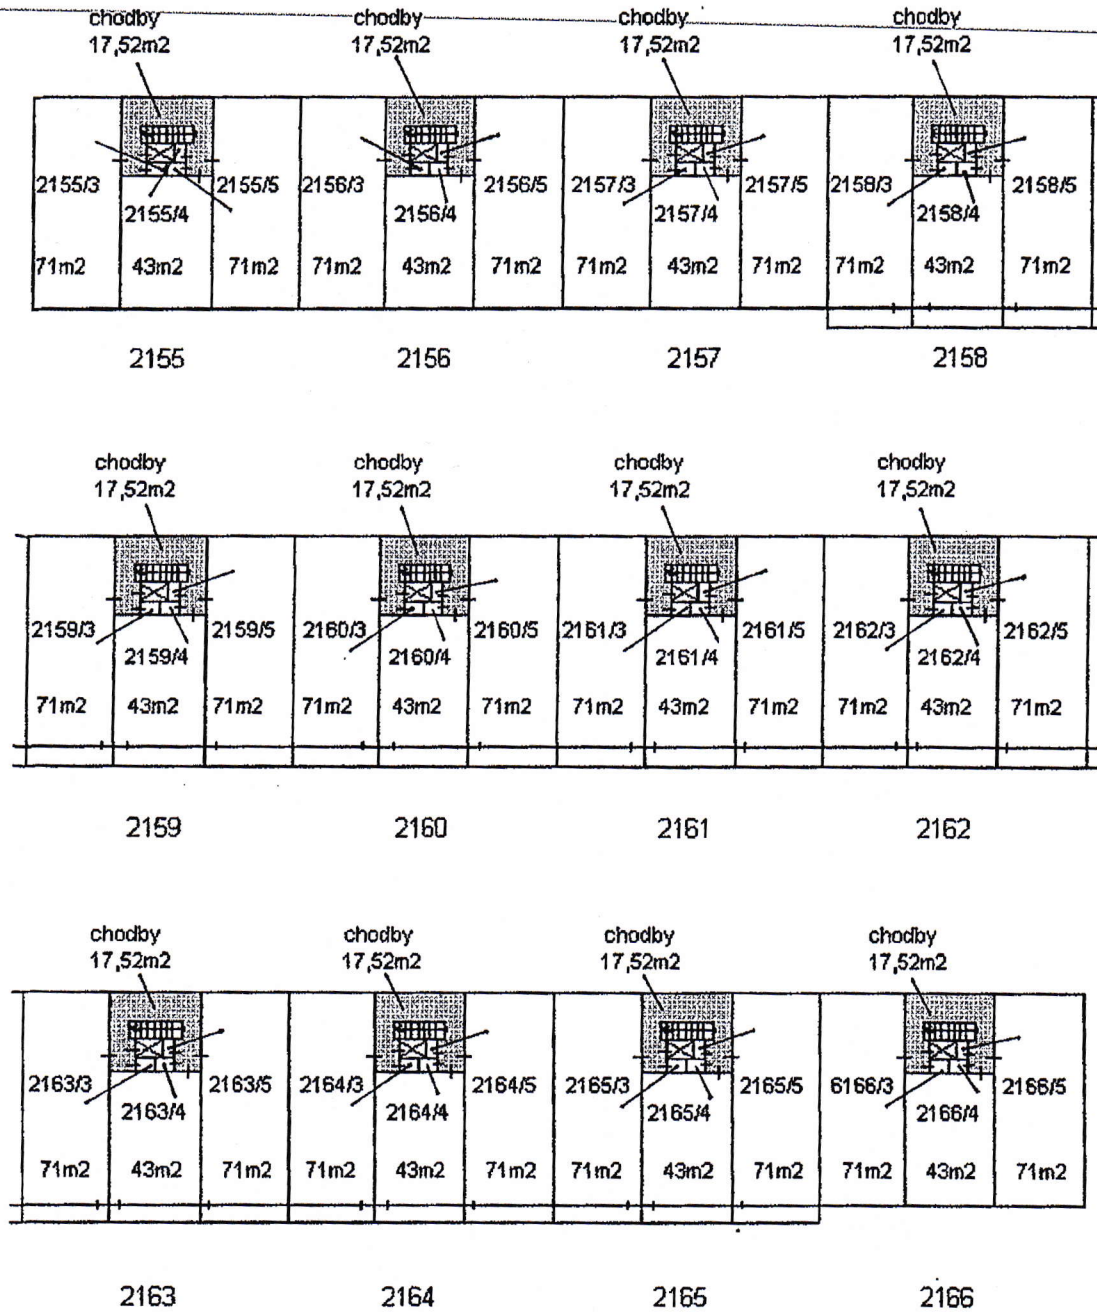 chodby chodby chodby chodby
17,52m2 17,52m2 17,52m2 17,52m2
2155/3 2155/5 2156/3 2156/5 2157/3 2157/5 2158/3 2158/5
2155/4 2156/4 2157/4 2158/4
71m2 43m2 71m2 71m2 43m2 71m2 71m2 43m2 71m2 71m2 43m2 71m2
2155 2156 2157 2158
chodby chodby chodby chodby
17,52m2 17,52m2 17,52m2 17,52m2
2159/3 2159/5 2160/3 2160/5 2161/3 2161/5 2162/3 2162/5
2159/4 2160/4 2161/4 2162/4
71m2 43m2 71m2 71m2 43m2 71m2 71m2 43m2 71m2 71m2 43m2 71m2
2159 2160 2161 2162
chodby chodby chodby chodby
17,52m2 17,52m2 17,52m2 17,52m2
2163/3 2163/5 2164/3 2164/5 2165/3 2165/5 6166/3 2166/5
2163/4 2164/4 2165/4 2166/4
71m2 43m2 71m2 71m2 43m2 71m2 71m2 43m2 71m2 71m2 43m2 71m2
2163 2164 2165 2166